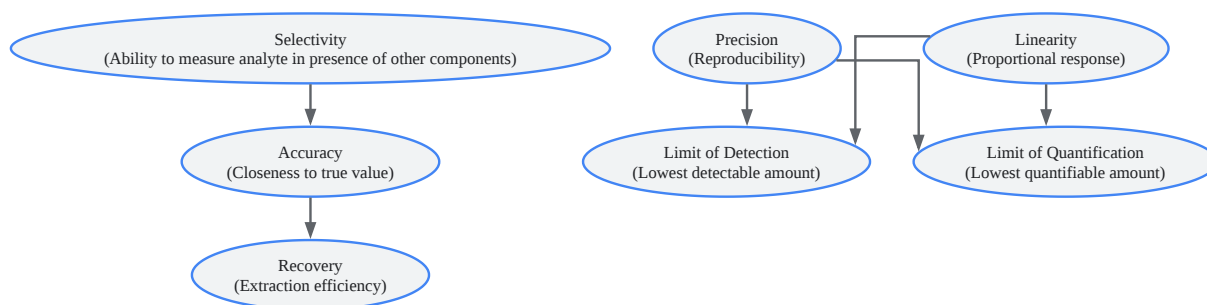 Selectivity
(Ability to measure analyte in presence of other components)
Precision
(Reproducibility)
Linearity
(Proportional response)
Accuracy
(Closeness to true value)
Limit of Detection
(Lowest detectable amount)
Limit of Quantification
(Lowest quantifiable amount)
Recovery
(Extraction efficiency)